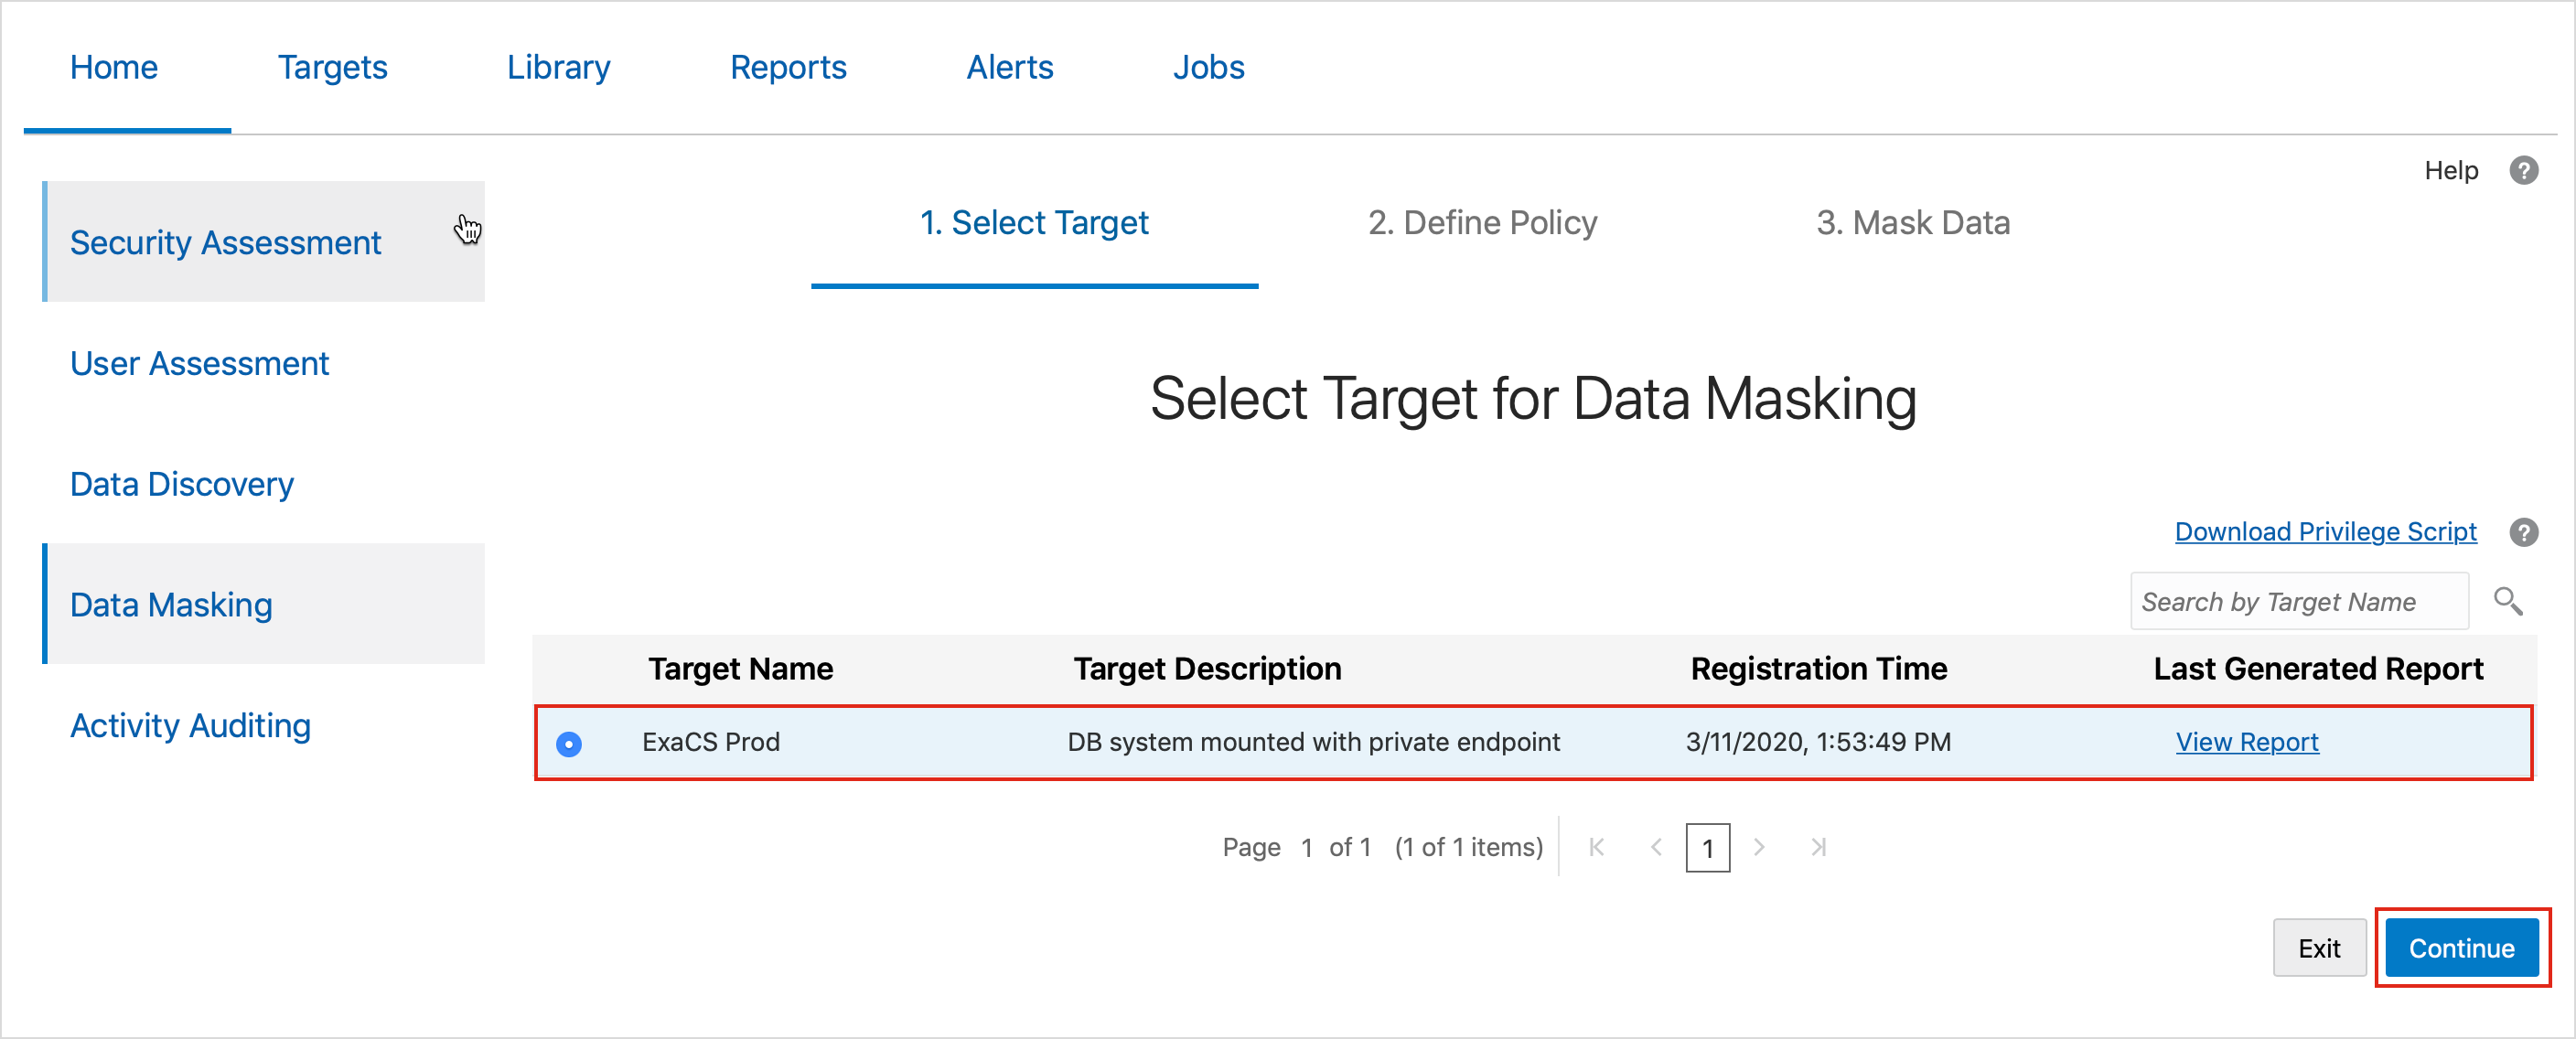 Home Targets Library Reports Alerts Jobs
Help ?
1. Select Target 2. Define Policy 3. Mask Data
Security Assessment
User Assessment
Data Discovery
Data Masking
Activity Auditing
Select Target for Data Masking
Download Privilege Script ?
Search by Target Name
Target Name Target Description Registration Time Last Generated Report
ExaCS Prod DB system mounted with private endpoint 3/11/2020, 1:53:49 PM View Report
Page 1 of 1 (1 of 1 items) 1
Exit Continue